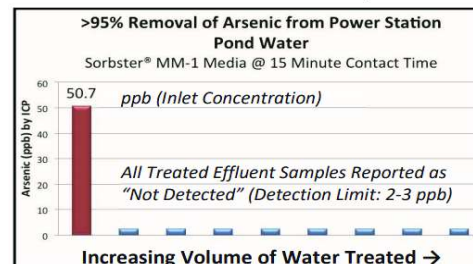 >95% Removal of Arsenic from Power Station
Pond Water
Sorbster® MM-1 Media @ 15 Minute Contact Time
Arsenic (ppb) by ICP
60
50
40
30
20
10
0
50.7
ppb (Inlet Concentration)
All Treated Effluent Samples Reported as
“Not Detected” (Detection Limit: 2-3 ppb)
Increasing Volume of Water Treated →